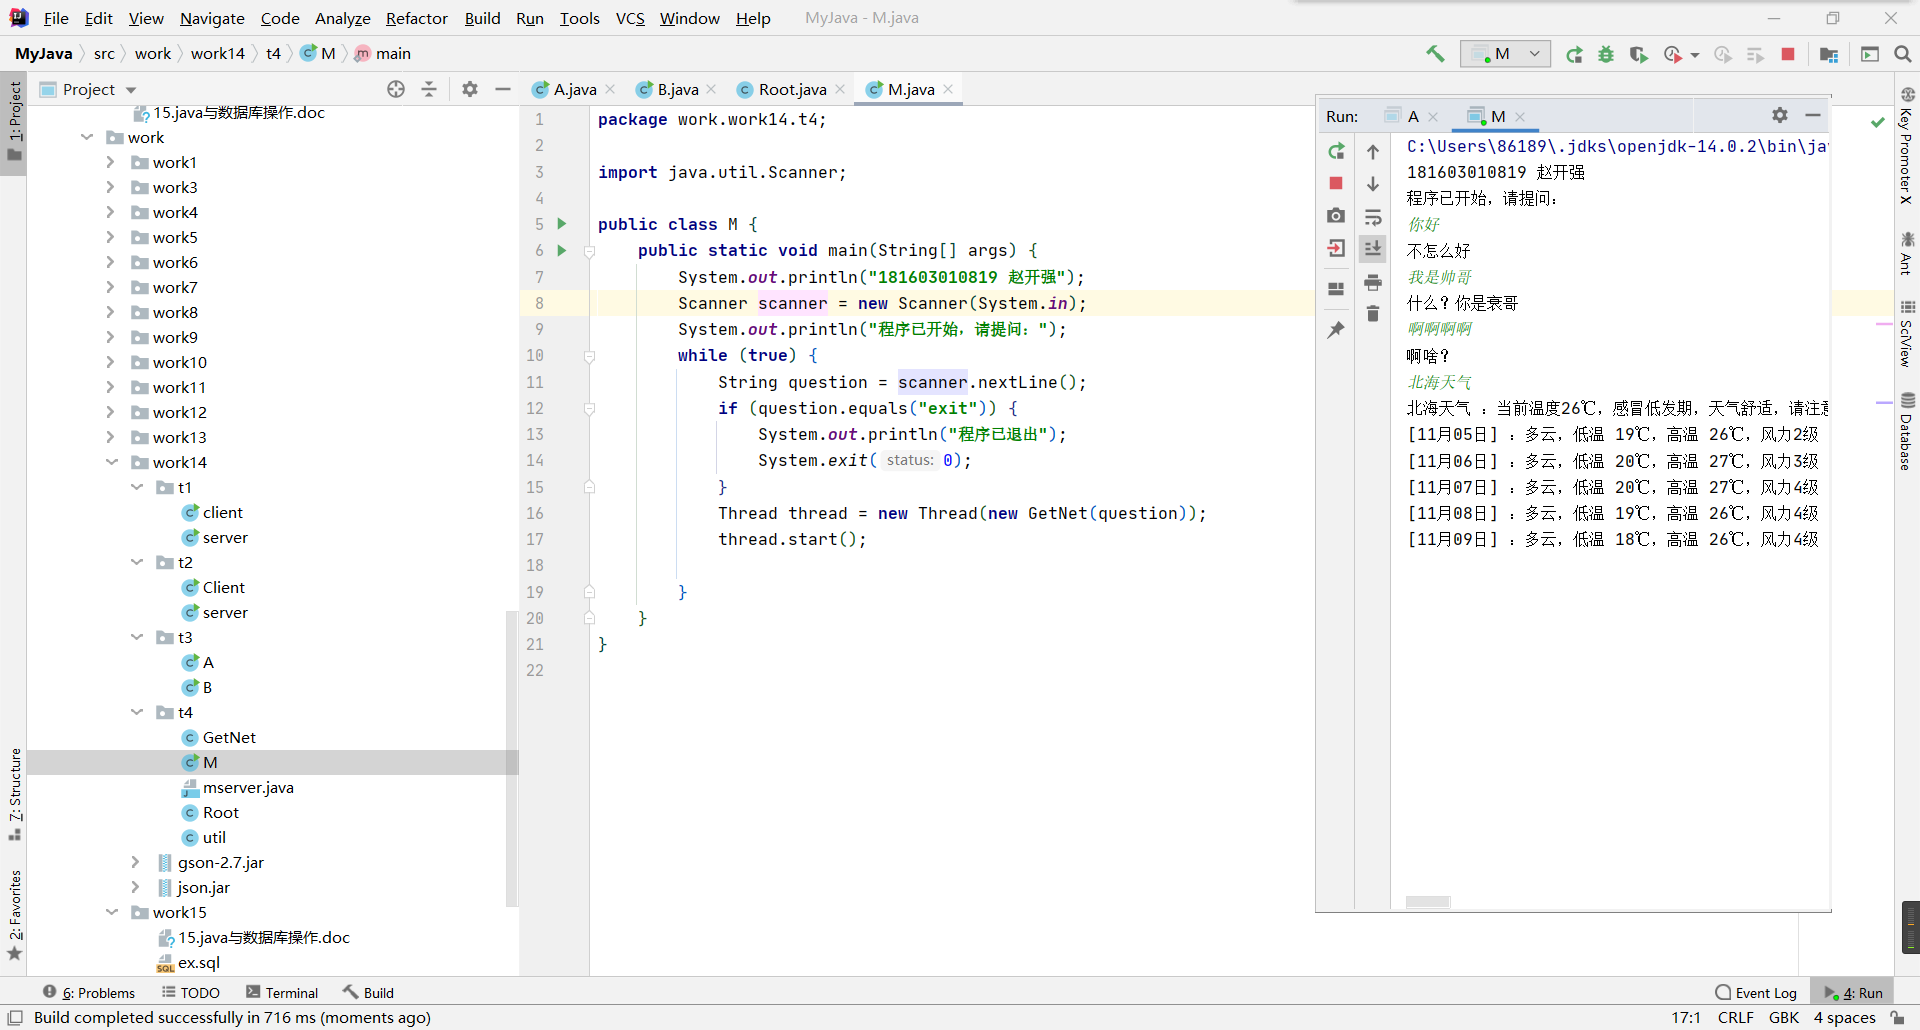 File Edit View Navigate Code Analyze Refactor Build Run Tools VCS Window Help MyJava - M.java
MyJava src work work14 t4 M main
M
1: Project
7: Structure
2: Favorites
Project
15.java与数据库操作.doc
work
work1
work3
work4
work5
work6
work7
work8
work9
work10
work11
work12
work13
work14
t1
client
server
t2
Client
server
t3
A
B
t4
GetNet
M
mserver.java
Root
util
gson-2.7.jar
json.jar
work15
15.java与数据库操作.doc
ex.sql
A.java B.java Root.java M.java
1 package work.work14.t4;
2
3 import java.util.Scanner;
4
5 public class M {
6 public static void main(String[] args) {
7 System.out.println("181603010819 赵开强");
8 Scanner scanner = new Scanner(System.in);
9 System.out.println("程序已开始，请提问：");
10 while (true) {
11 String question = scanner.nextLine();
12 if (question.equals("exit")) {
13 System.out.println("程序已退出");
14 System.exit( status: 0);
15 }
16 Thread thread = new Thread(new GetNet(question));
17 thread.start();
18
19 }
20 }
21 }
22
Run: A M
C:\Users\86189\.jdks\openjdk-14.0.2\bin\jav
181603010819 赵开强
程序已开始，请提问：
你好
不怎么好
我是帅哥
什么？你是衰哥
啊啊啊啊
啊啥？
北海天气
北海天气 ：当前温度26℃，感冒低发期，天气舒适，请注意
[11月05日] ：多云，低温 19℃，高温 26℃，风力2级
[11月06日] ：多云，低温 20℃，高温 27℃，风力3级
[11月07日] ：多云，低温 20℃，高温 27℃，风力4级
[11月08日] ：多云，低温 19℃，高温 26℃，风力4级
[11月09日] ：多云，低温 18℃，高温 26℃，风力4级
Key Promoter X
Ant
SciView
Database
6: Problems TODO Terminal Build Event Log 4: Run
Build completed successfully in 716 ms (moments ago) 17:1 CRLF GBK 4 spaces